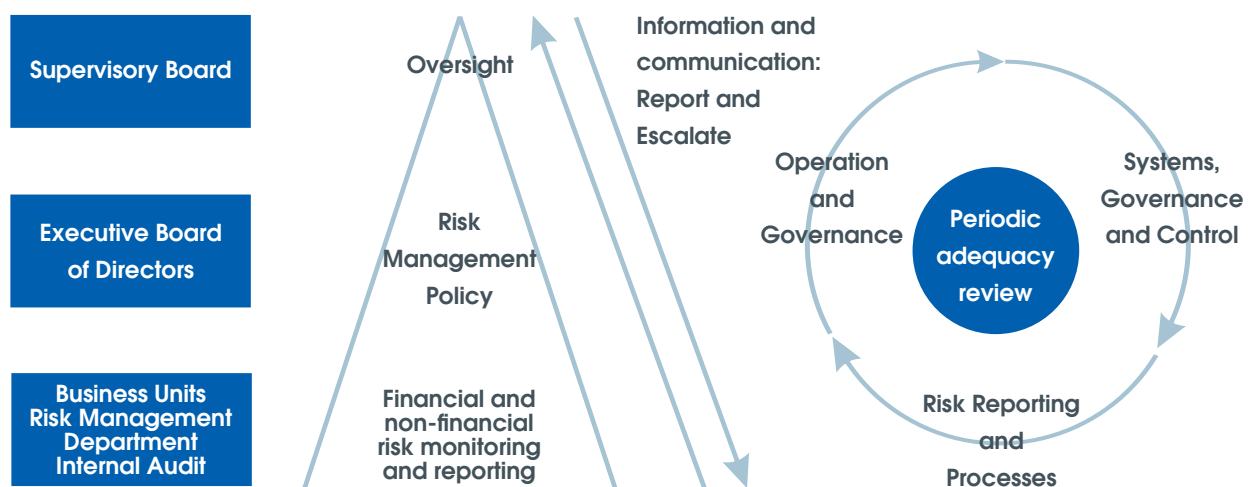 Supervisory Board
Oversight
Information and
communication:
Report and
Escalate
Executive Board
of Directors
Risk
Management
Policy
Operation
and
Governance
Periodic
adequacy
review
Systems,
Governance
and Control
Business Units
Risk Management
Department
Internal Audit
Financial and
non-financial
risk monitoring
and reporting
Risk Reporting
and
Processes